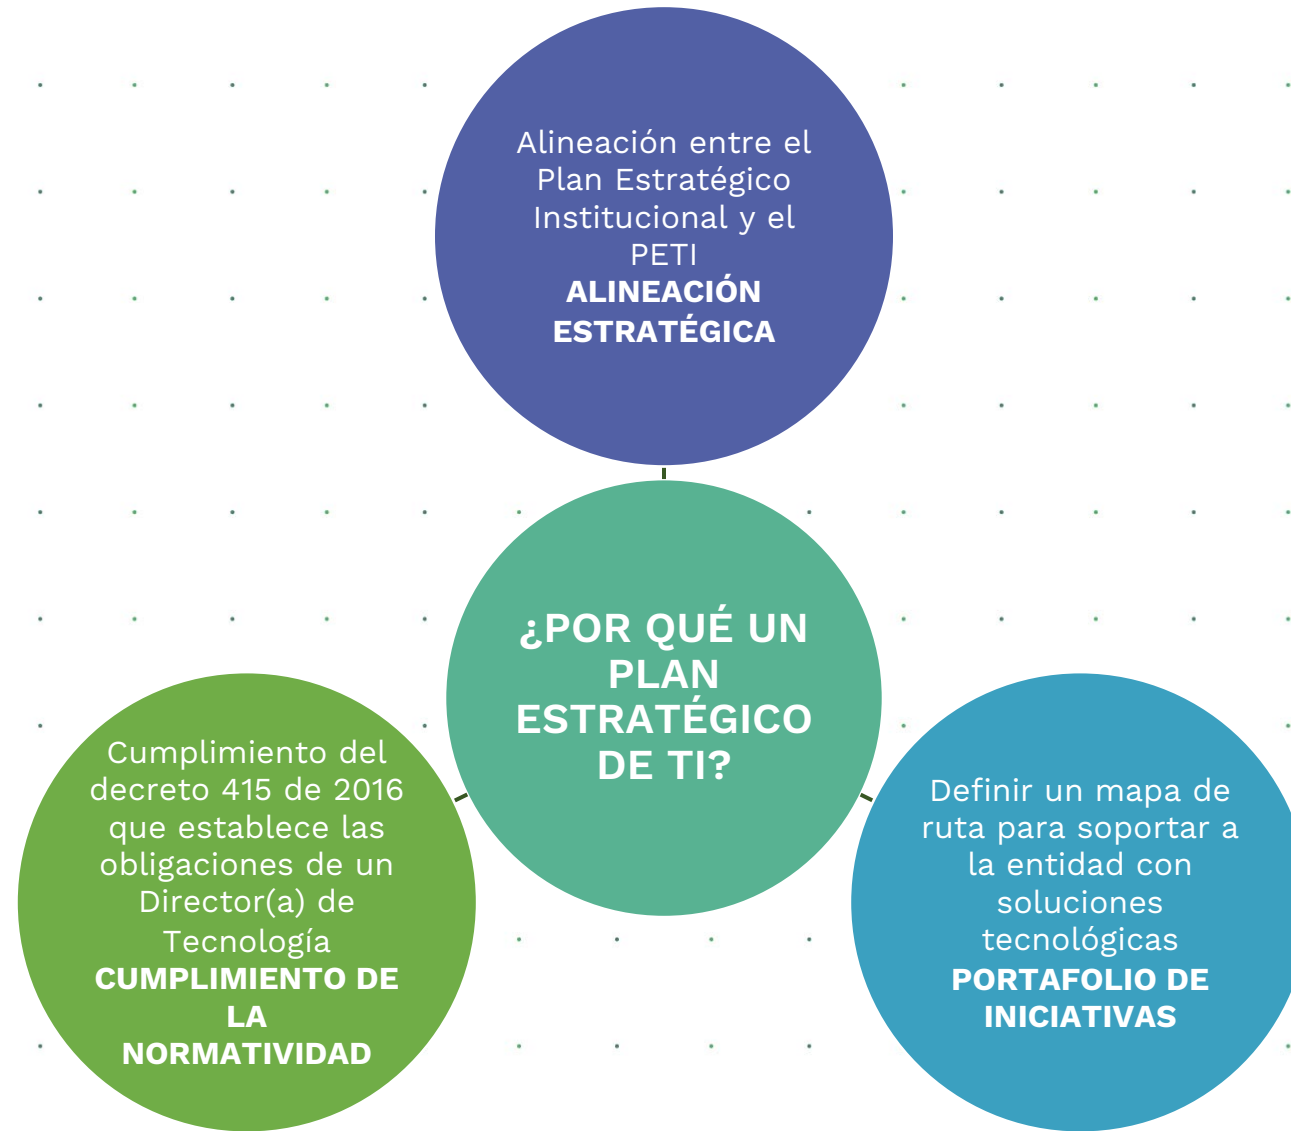 Alineación entre el
Plan Estratégico
Institucional y el
PETI
ALINEACIÓN
ESTRATÉGICA
¿POR QUÉ UN
PLAN
ESTRATÉGICO
DE TI?
Cumplimiento del
decreto 415 de 2016
que establece las
obligaciones de un
Director(a) de
Tecnología
CUMPLIMIENTO DE
LA
NORMATIVIDAD
Definir un mapa de
ruta para soportar a
la entidad con
soluciones
tecnológicas
PORTAFOLIO DE
INICIATIVAS